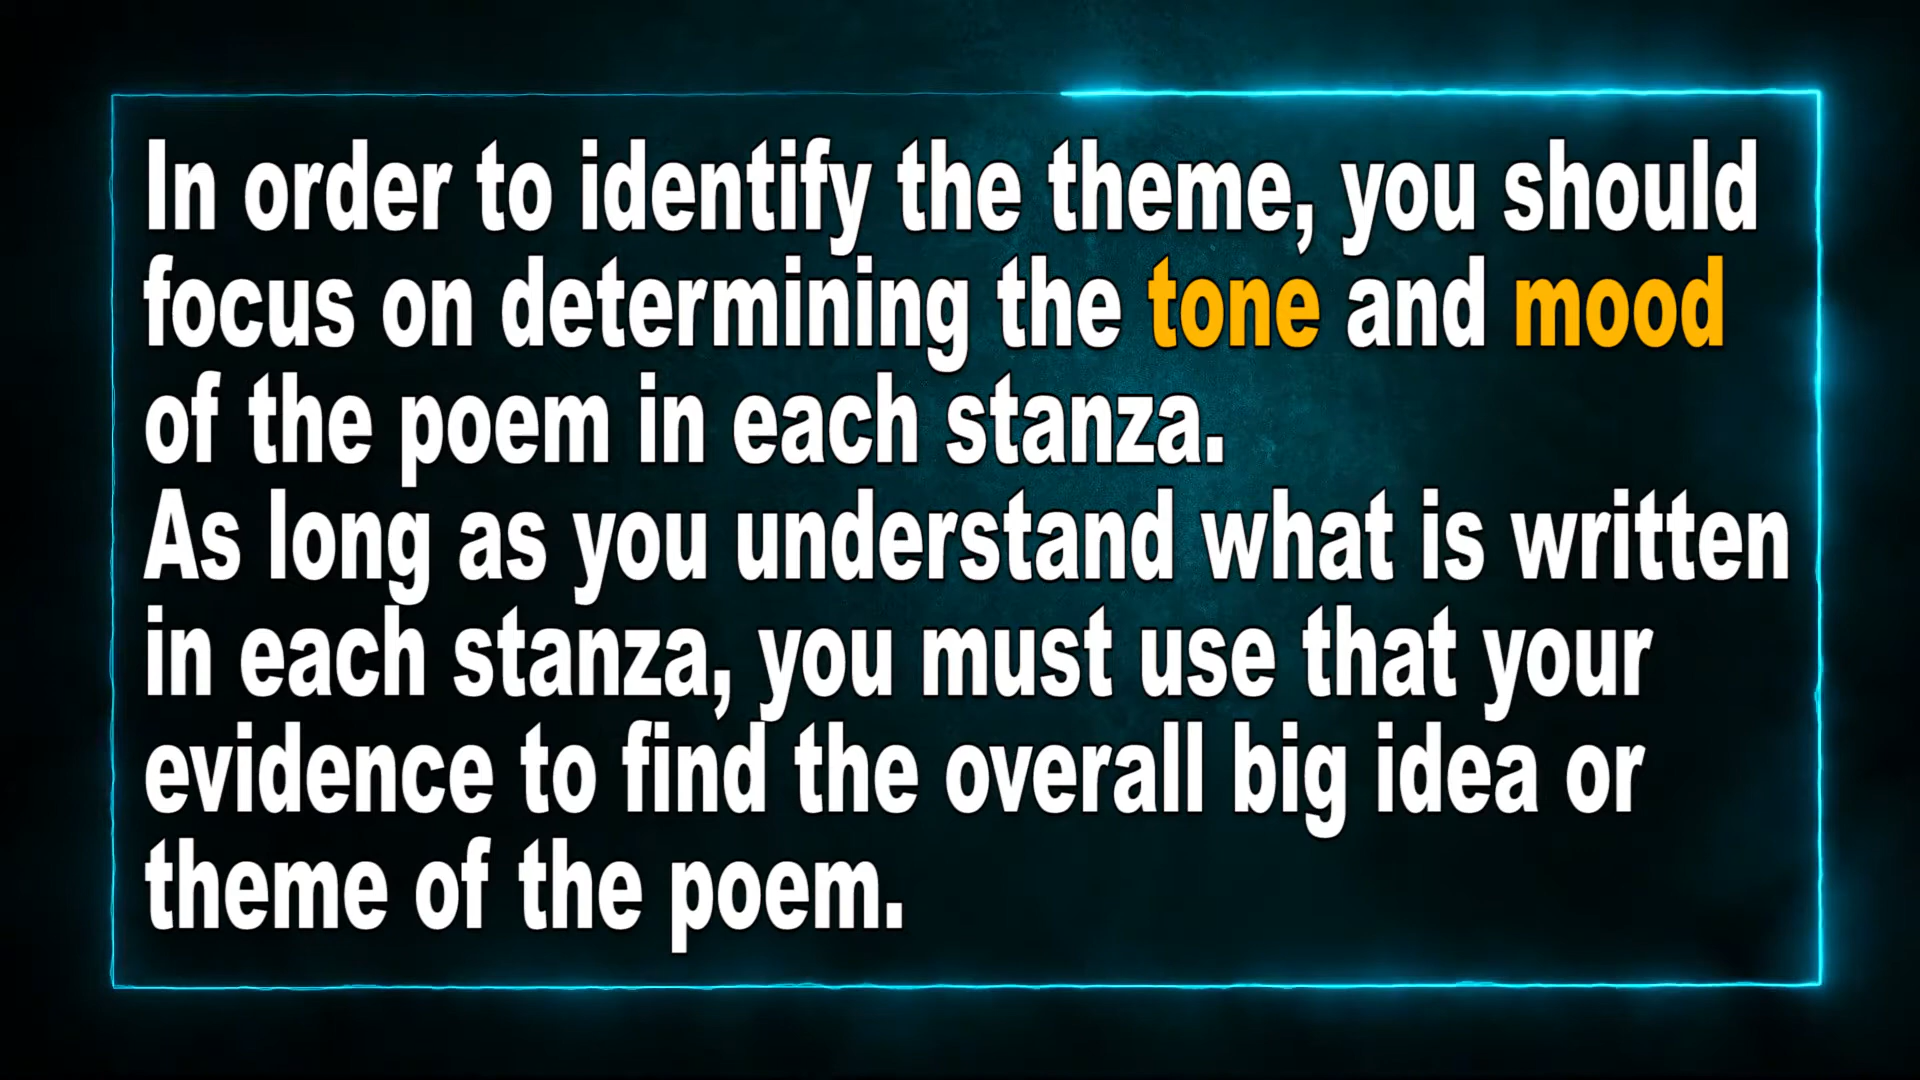 In order to identify the theme, you should
focus on determining the tone and mood
of the poem in each stanza.
As long as you understand what is written
in each stanza, you must use that your
evidence to find the overall big idea or
theme of the poem.